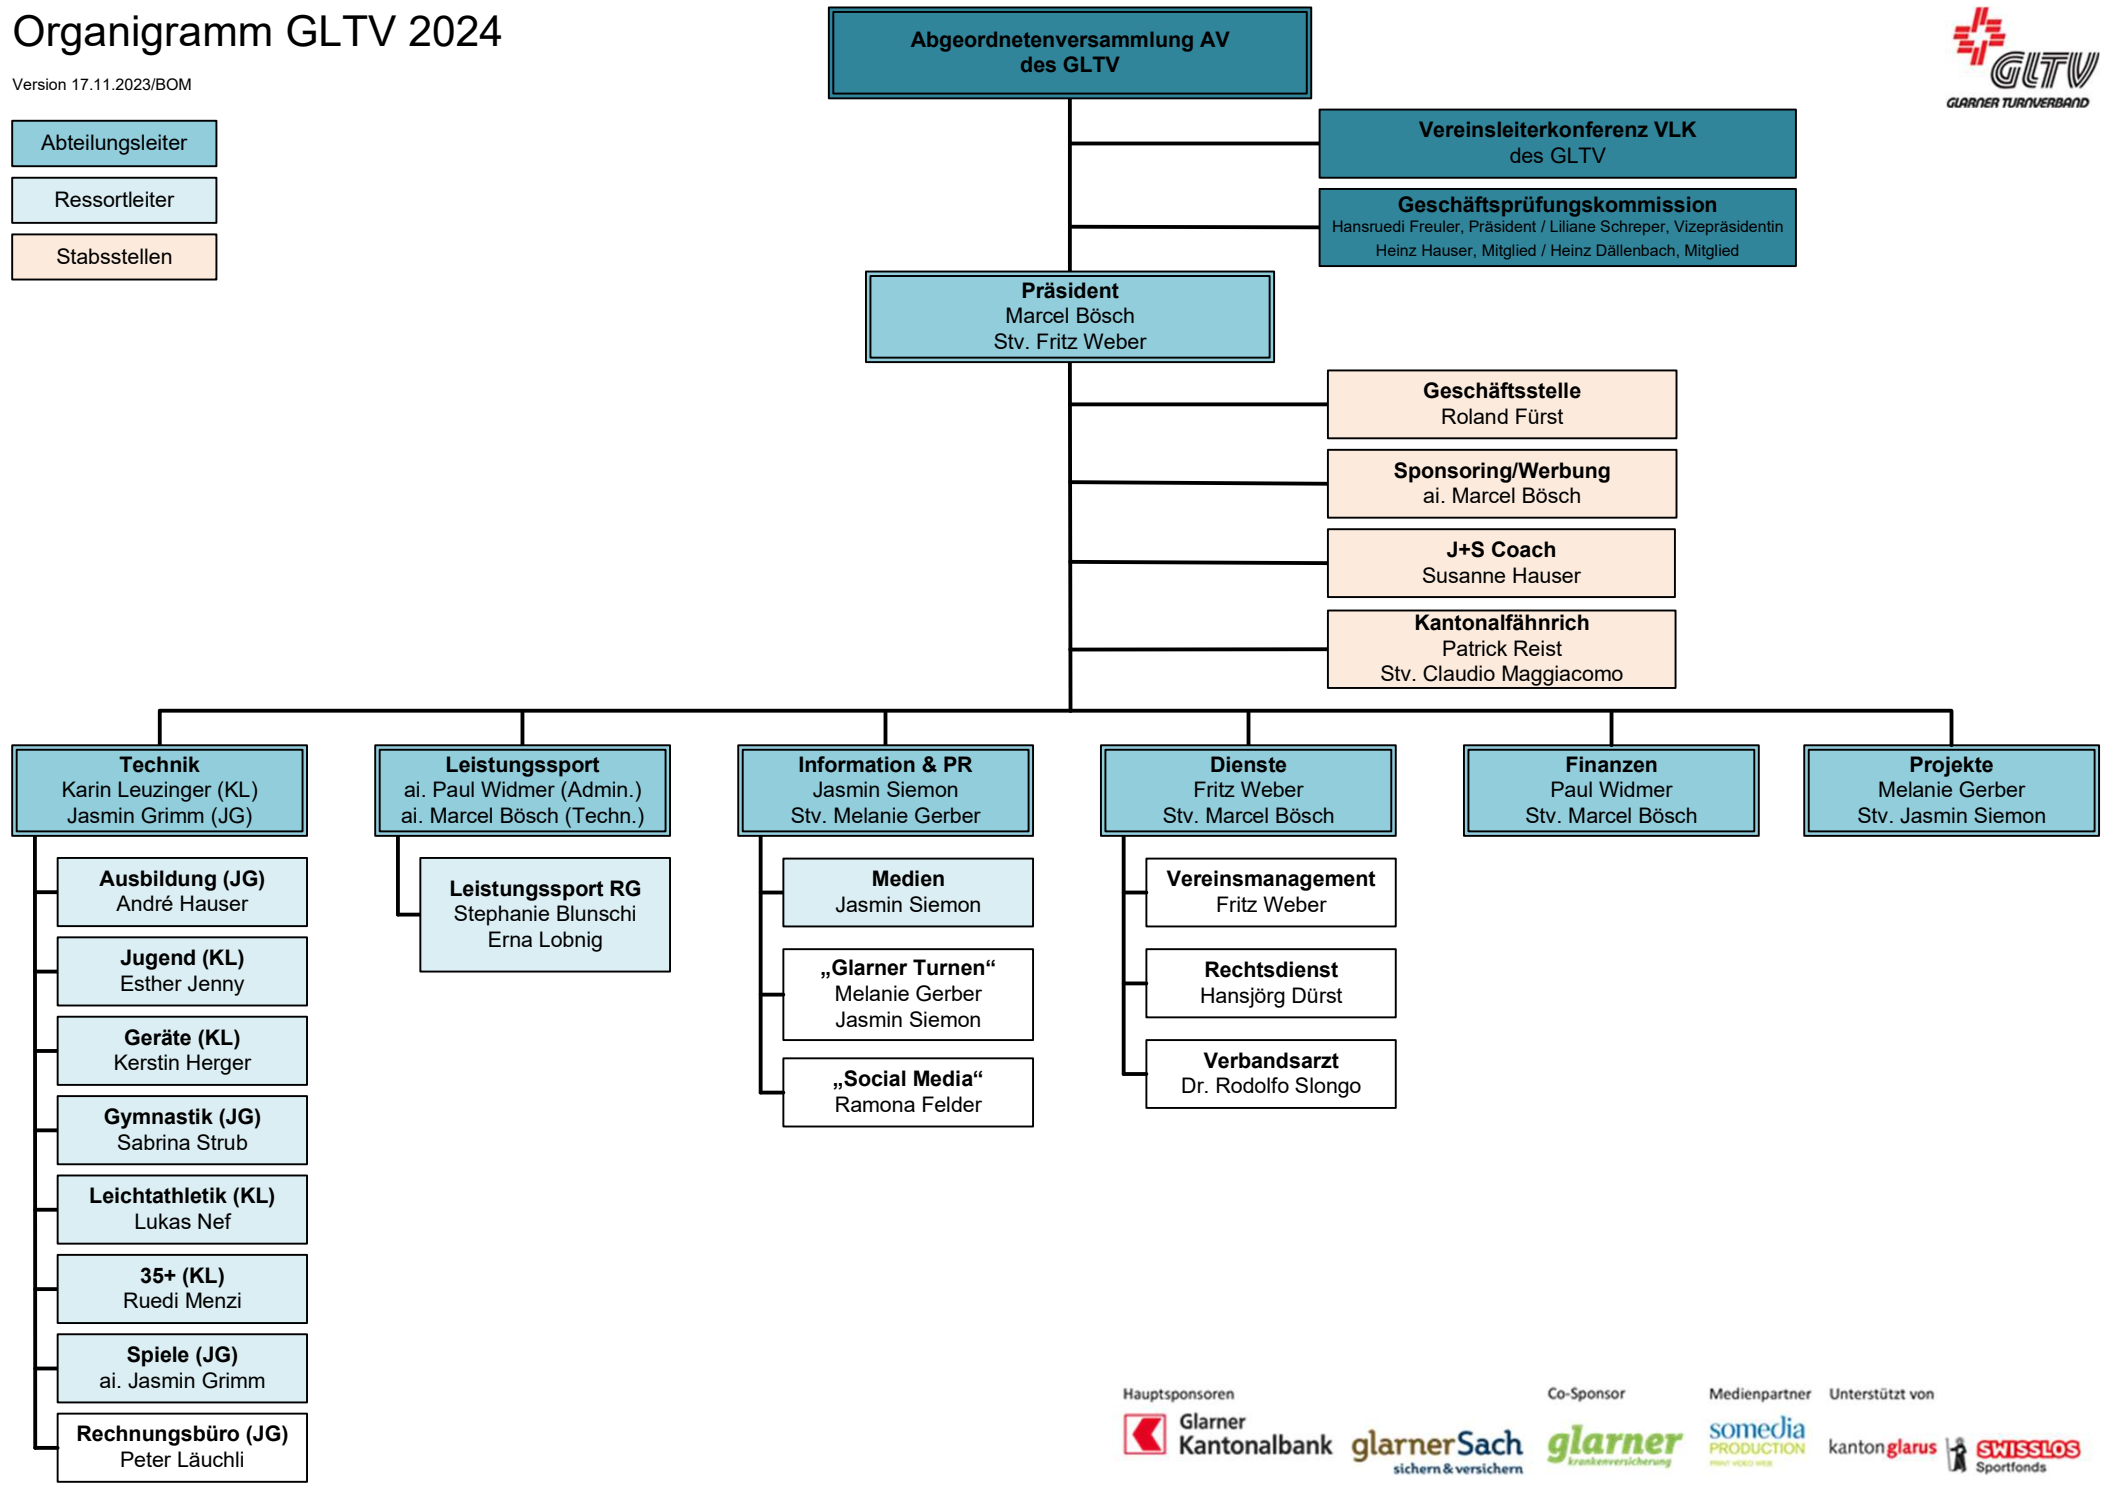 Organigramm GLTV 2024
Version 17.11.2023/BOM
Abteilungsleiter
Ressortleiter
Stabsstellen
Abgeordnetenversammlung AV
des GLTV
GLTV
GLARNER TURNVERBAND
Vereinsleiterkonferenz VLK
des GLTV
Geschäftsprüfungskommission
Hansruedi Freuler, Präsident / Liliane Schreper, Vizepräsidentin
Heinz Hauser, Mitglied / Heinz Dällenbach, Mitglied
Präsident
Marcel Bösch
Stv. Fritz Weber
Geschäftsstelle
Roland Fürst
Sponsoring/Werbung
ai. Marcel Bösch
J+S Coach
Susanne Hauser
Kantonalfähnrich
Patrick Reist
Stv. Claudio Maggiacomo
Technik
Karin Leuzinger (KL)
Jasmin Grimm (JG)
Ausbildung (JG)
André Hauser
Jugend (KL)
Esther Jenny
Geräte (KL)
Kerstin Herger
Gymnastik (JG)
Sabrina Strub
Leichtathletik (KL)
Lukas Nef
35+ (KL)
Ruedi Menzi
Spiele (JG)
ai. Jasmin Grimm
Rechnungsbüro (JG)
Peter Läuchli
Leistungssport
ai. Paul Widmer (Admin.)
ai. Marcel Bösch (Techn.)
Leistungssport RG
Stephanie Blunschi
Erna Lobnig
Information & PR
Jasmin Siemon
Stv. Melanie Gerber
Medien
Jasmin Siemon
„Glarner Turnen“
Melanie Gerber
Jasmin Siemon
„Social Media“
Ramona Felder
Dienste
Fritz Weber
Stv. Marcel Bösch
Vereinsmanagement
Fritz Weber
Rechtsdienst
Hansjörg Dürst
Verbandsarzt
Dr. Rodolfo Slongo
Finanzen
Paul Widmer
Stv. Marcel Bösch
Projekte
Melanie Gerber
Stv. Jasmin Siemon
Hauptsponsoren
Glarner
Kantonalbank
glarnerSach
sichern & versichern
Co-Sponsor
glarner
krankenversicherung
Medienpartner
somedia
PRODUCTION
PRINT VIDEO WEB
Unterstützt von
kanton glarus
SWISSLOS
Sportfonds